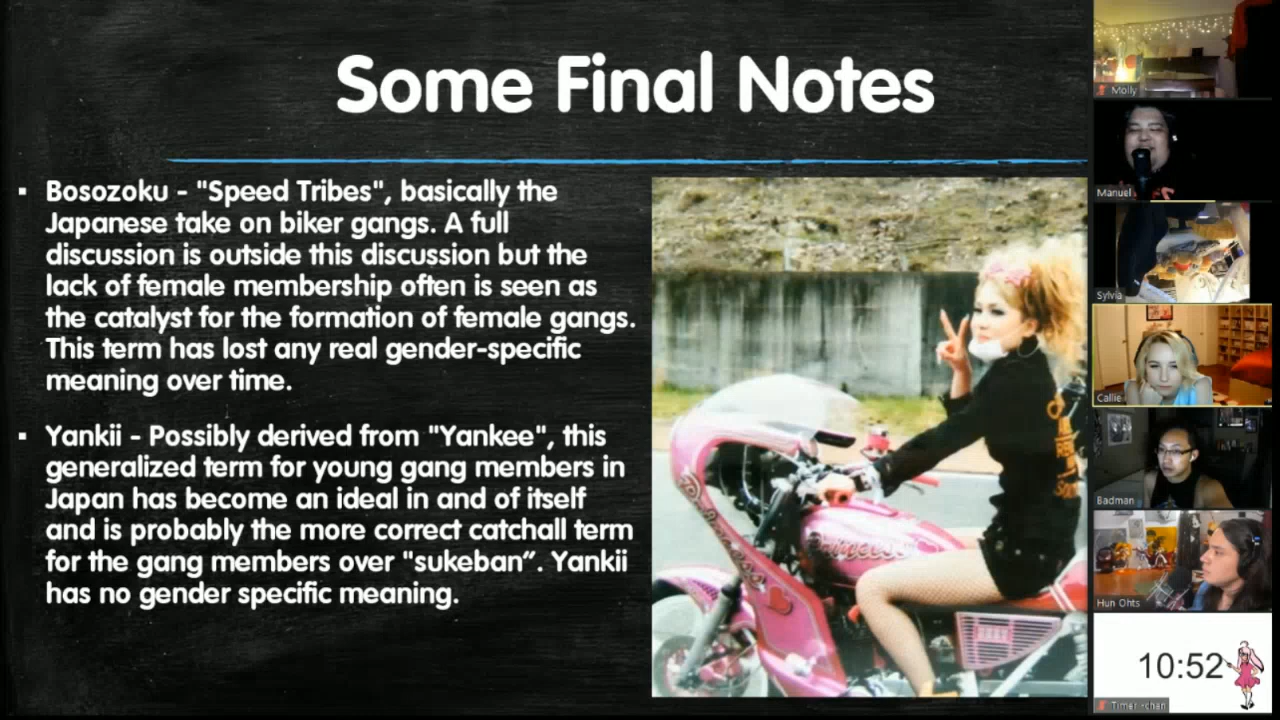 Some Final Notes
Bosozoku - "Speed Tribes", basically the
Japanese take on biker gangs. A full
discussion is outside this discussion but the
lack of female membership often is seen as
the catalyst for the formation of female gangs.
This term has lost any real gender-specific
meaning over time.
Yankii - Possibly derived from "Yankee", this
generalized term for young gang members in
Japan has become an ideal in and of itself
and is probably the more correct catchall term
for the gang members over "sukeban”. Yankii
has no gender specific meaning.
Princess
Princess
Molly
Manuel
Sylvia
Callie
Badman
Hun Ohts
10:52
Timer-chan